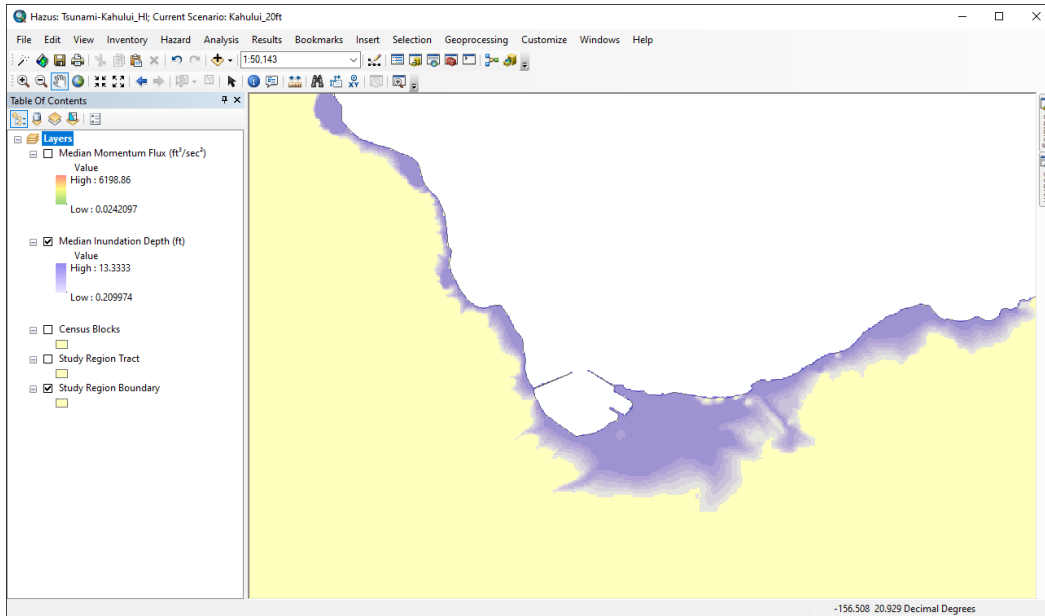 Hazus: Tsunami-Kahului_HI; Current Scenario: Kahului_20ft
File Edit View Inventory Hazard Analysis Results Bookmarks Insert Selection Geoprocessing Customize Windows Help
1:50,143
Table Of Contents
Layers
Median Momentum Flux (ft³/sec²)
Value
High : 6198.86
Low : 0.0242097
Median Inundation Depth (ft)
Value
High : 13.3333
Low : 0.209974
Census Blocks
Study Region Tract
Study Region Boundary
-156.508 20.929 Decimal Degrees